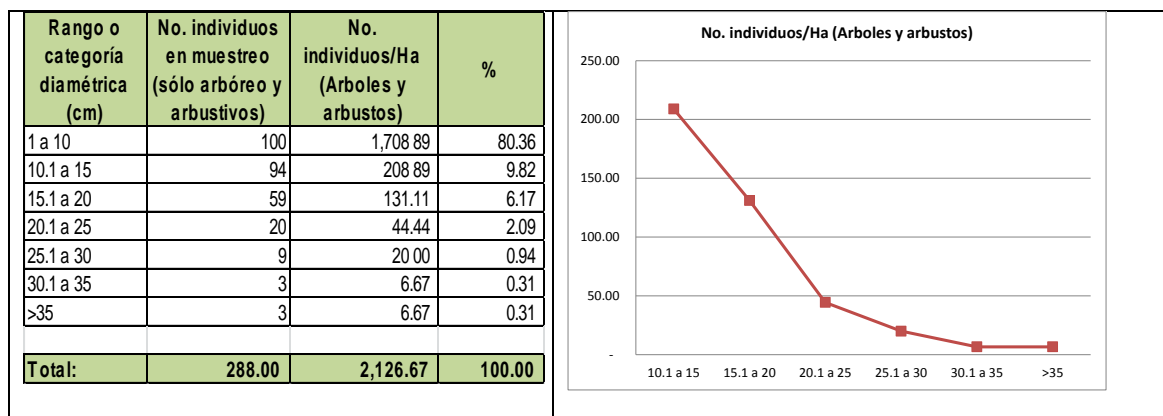 Rango o categoría diamétrica (cm) No. individuos en muestreo (sólo arbóreo y arbustivos) No. individuos/Ha (Arboles y arbustos) %
1 a 10 100 1,708 89 80.36
10.1 a 15 94 208 89 9.82
15.1 a 20 59 131.11 6.17
20.1 a 25 20 44.44 2.09
25.1 a 30 9 20 00 0.94
30.1 a 35 3 6.67 0.31
>35 3 6.67 0.31
Total: 288.00 2,126.67 100.00
No. individuos/Ha (Arboles y arbustos)
250.00
200.00
150.00
100.00
50.00
-
10.1 a 15 15.1 a 20 20.1 a 25 25.1 a 30 30.1 a 35 >35